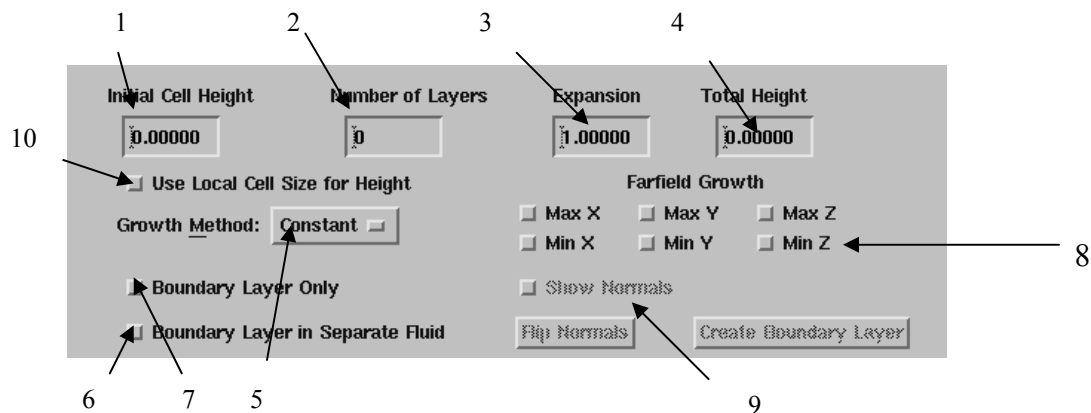 1 2 3 4
Initial Cell Height Number of Layers Expansion Total Height
0.00000 0 1.00000 0.00000
10
Use Local Cell Size for Height Farfield Growth
Max X Max Y Max Z
Growth Method: Constant
Min X Min Y Min Z 8
Boundary Layer Only Show Normals
Boundary Layer in Separate Fluid Flip Normals Create Boundary Layer
6 7 5 9